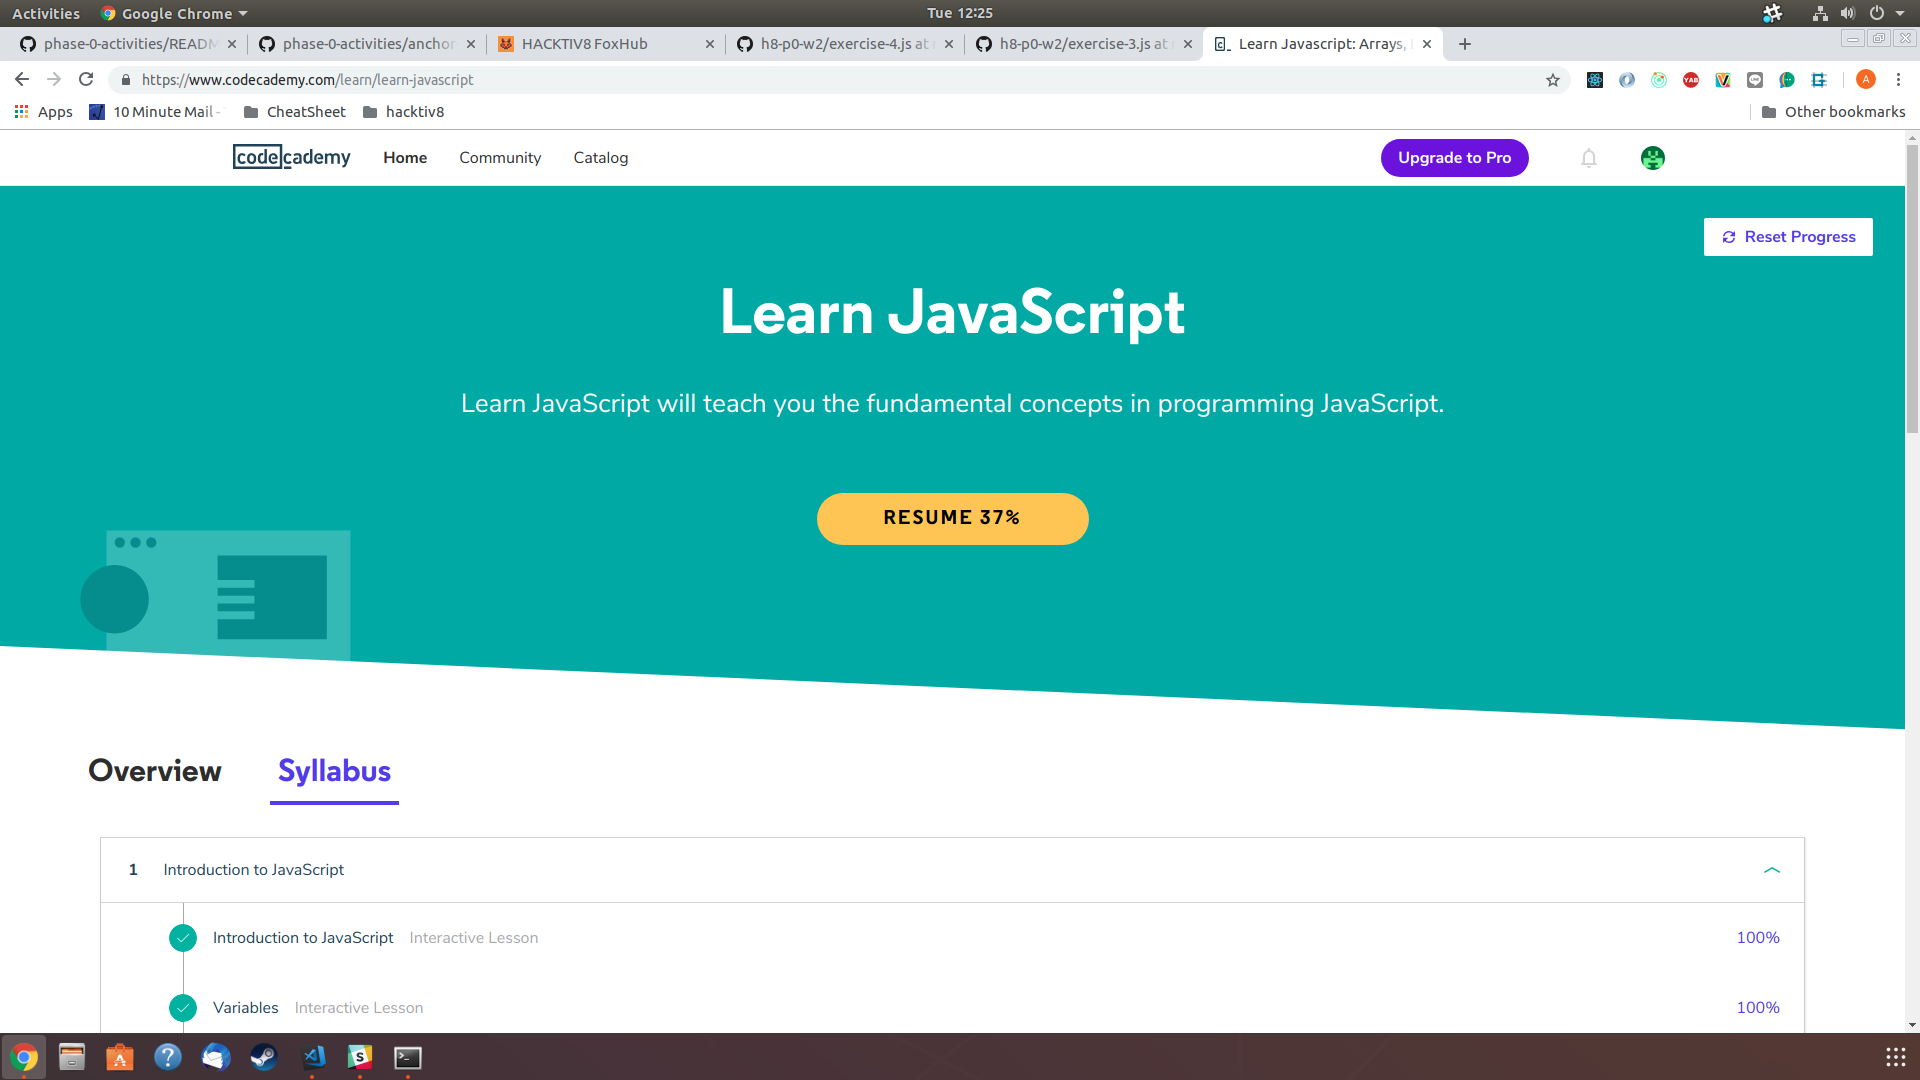 Activities Google Chrome Tue 12:25
phase-0-activities/READM phase-0-activities/anchor HACKTIV8 FoxHub h8-p0-w2/exercise-4.js at h8-p0-w2/exercise-3.js at Learn Javascript: Arrays,
https://www.codecademy.com/learn/learn-javascript
Apps 10 Minute Mail - CheatSheet hacktiv8 Other bookmarks
codecademy Home Community Catalog Upgrade to Pro
Reset Progress
Learn JavaScript
Learn JavaScript will teach you the fundamental concepts in programming JavaScript.
RESUME 37%
Overview Syllabus
1 Introduction to JavaScript
Introduction to JavaScript Interactive Lesson 100%
Variables Interactive Lesson 100%